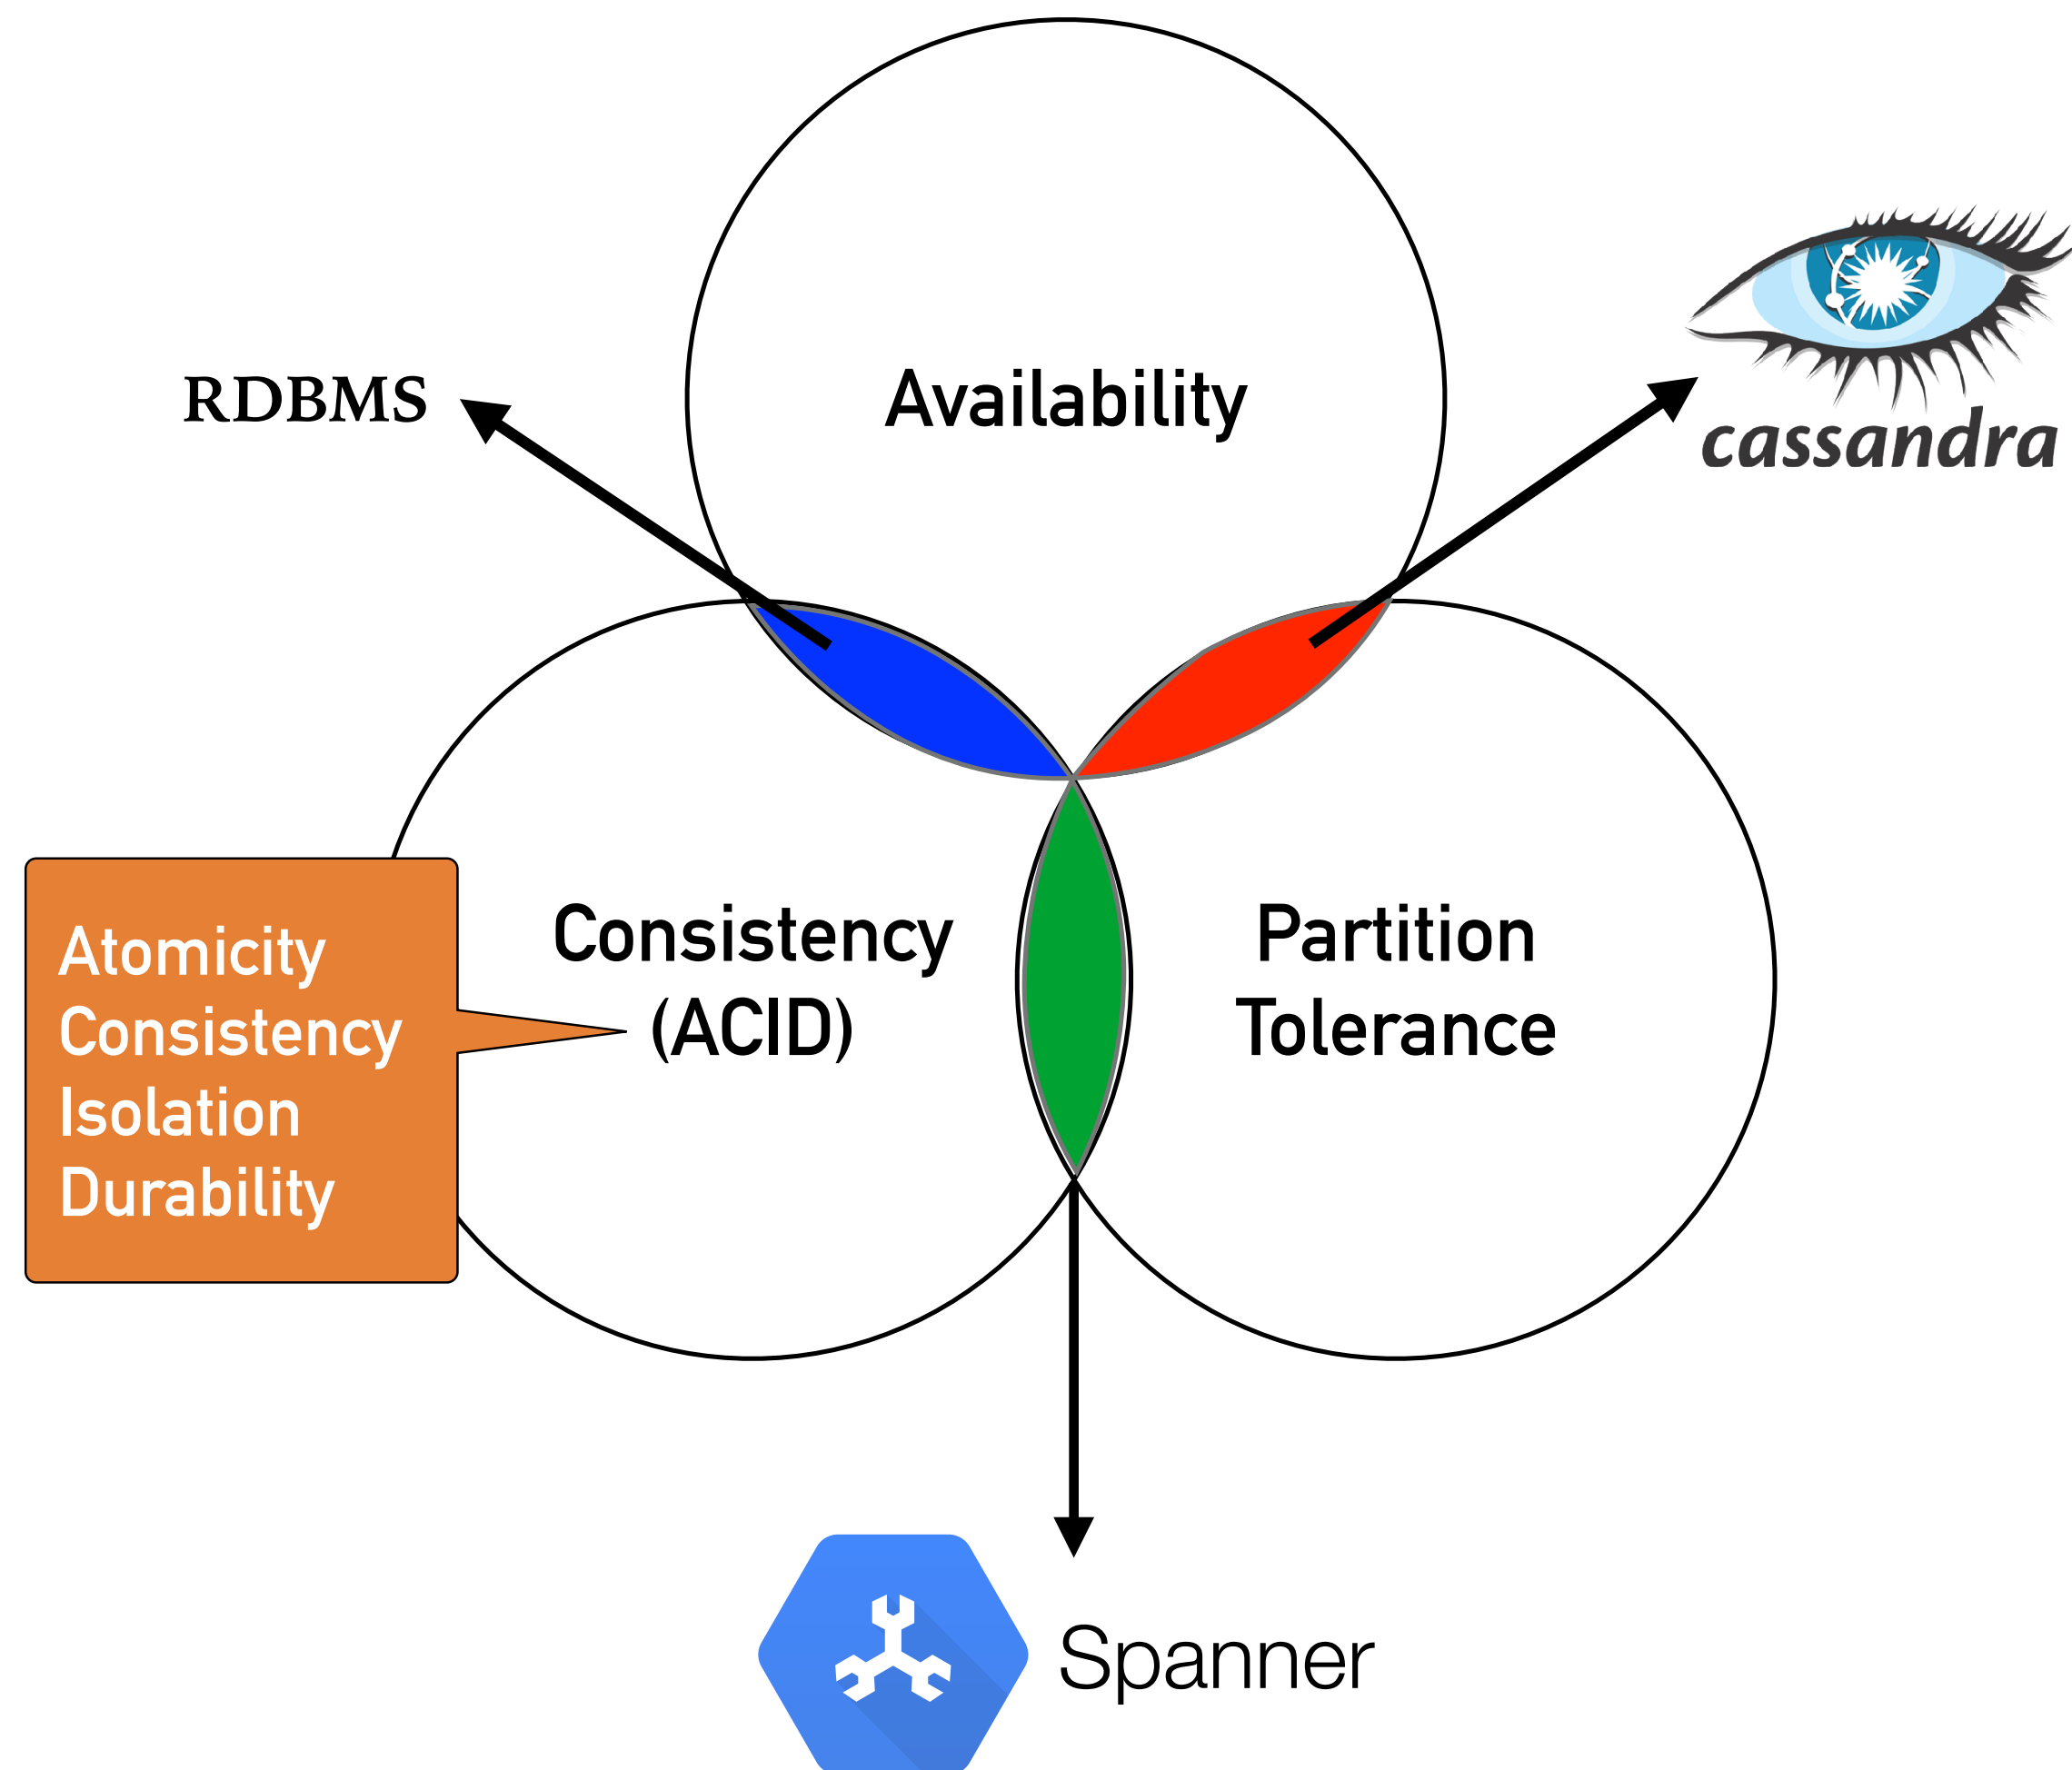 Availability
RDBMS
cassandra
Consistency
(ACID)
Partition
Tolerance
Atomicity
Consistency
Isolation
Durability
Spanner